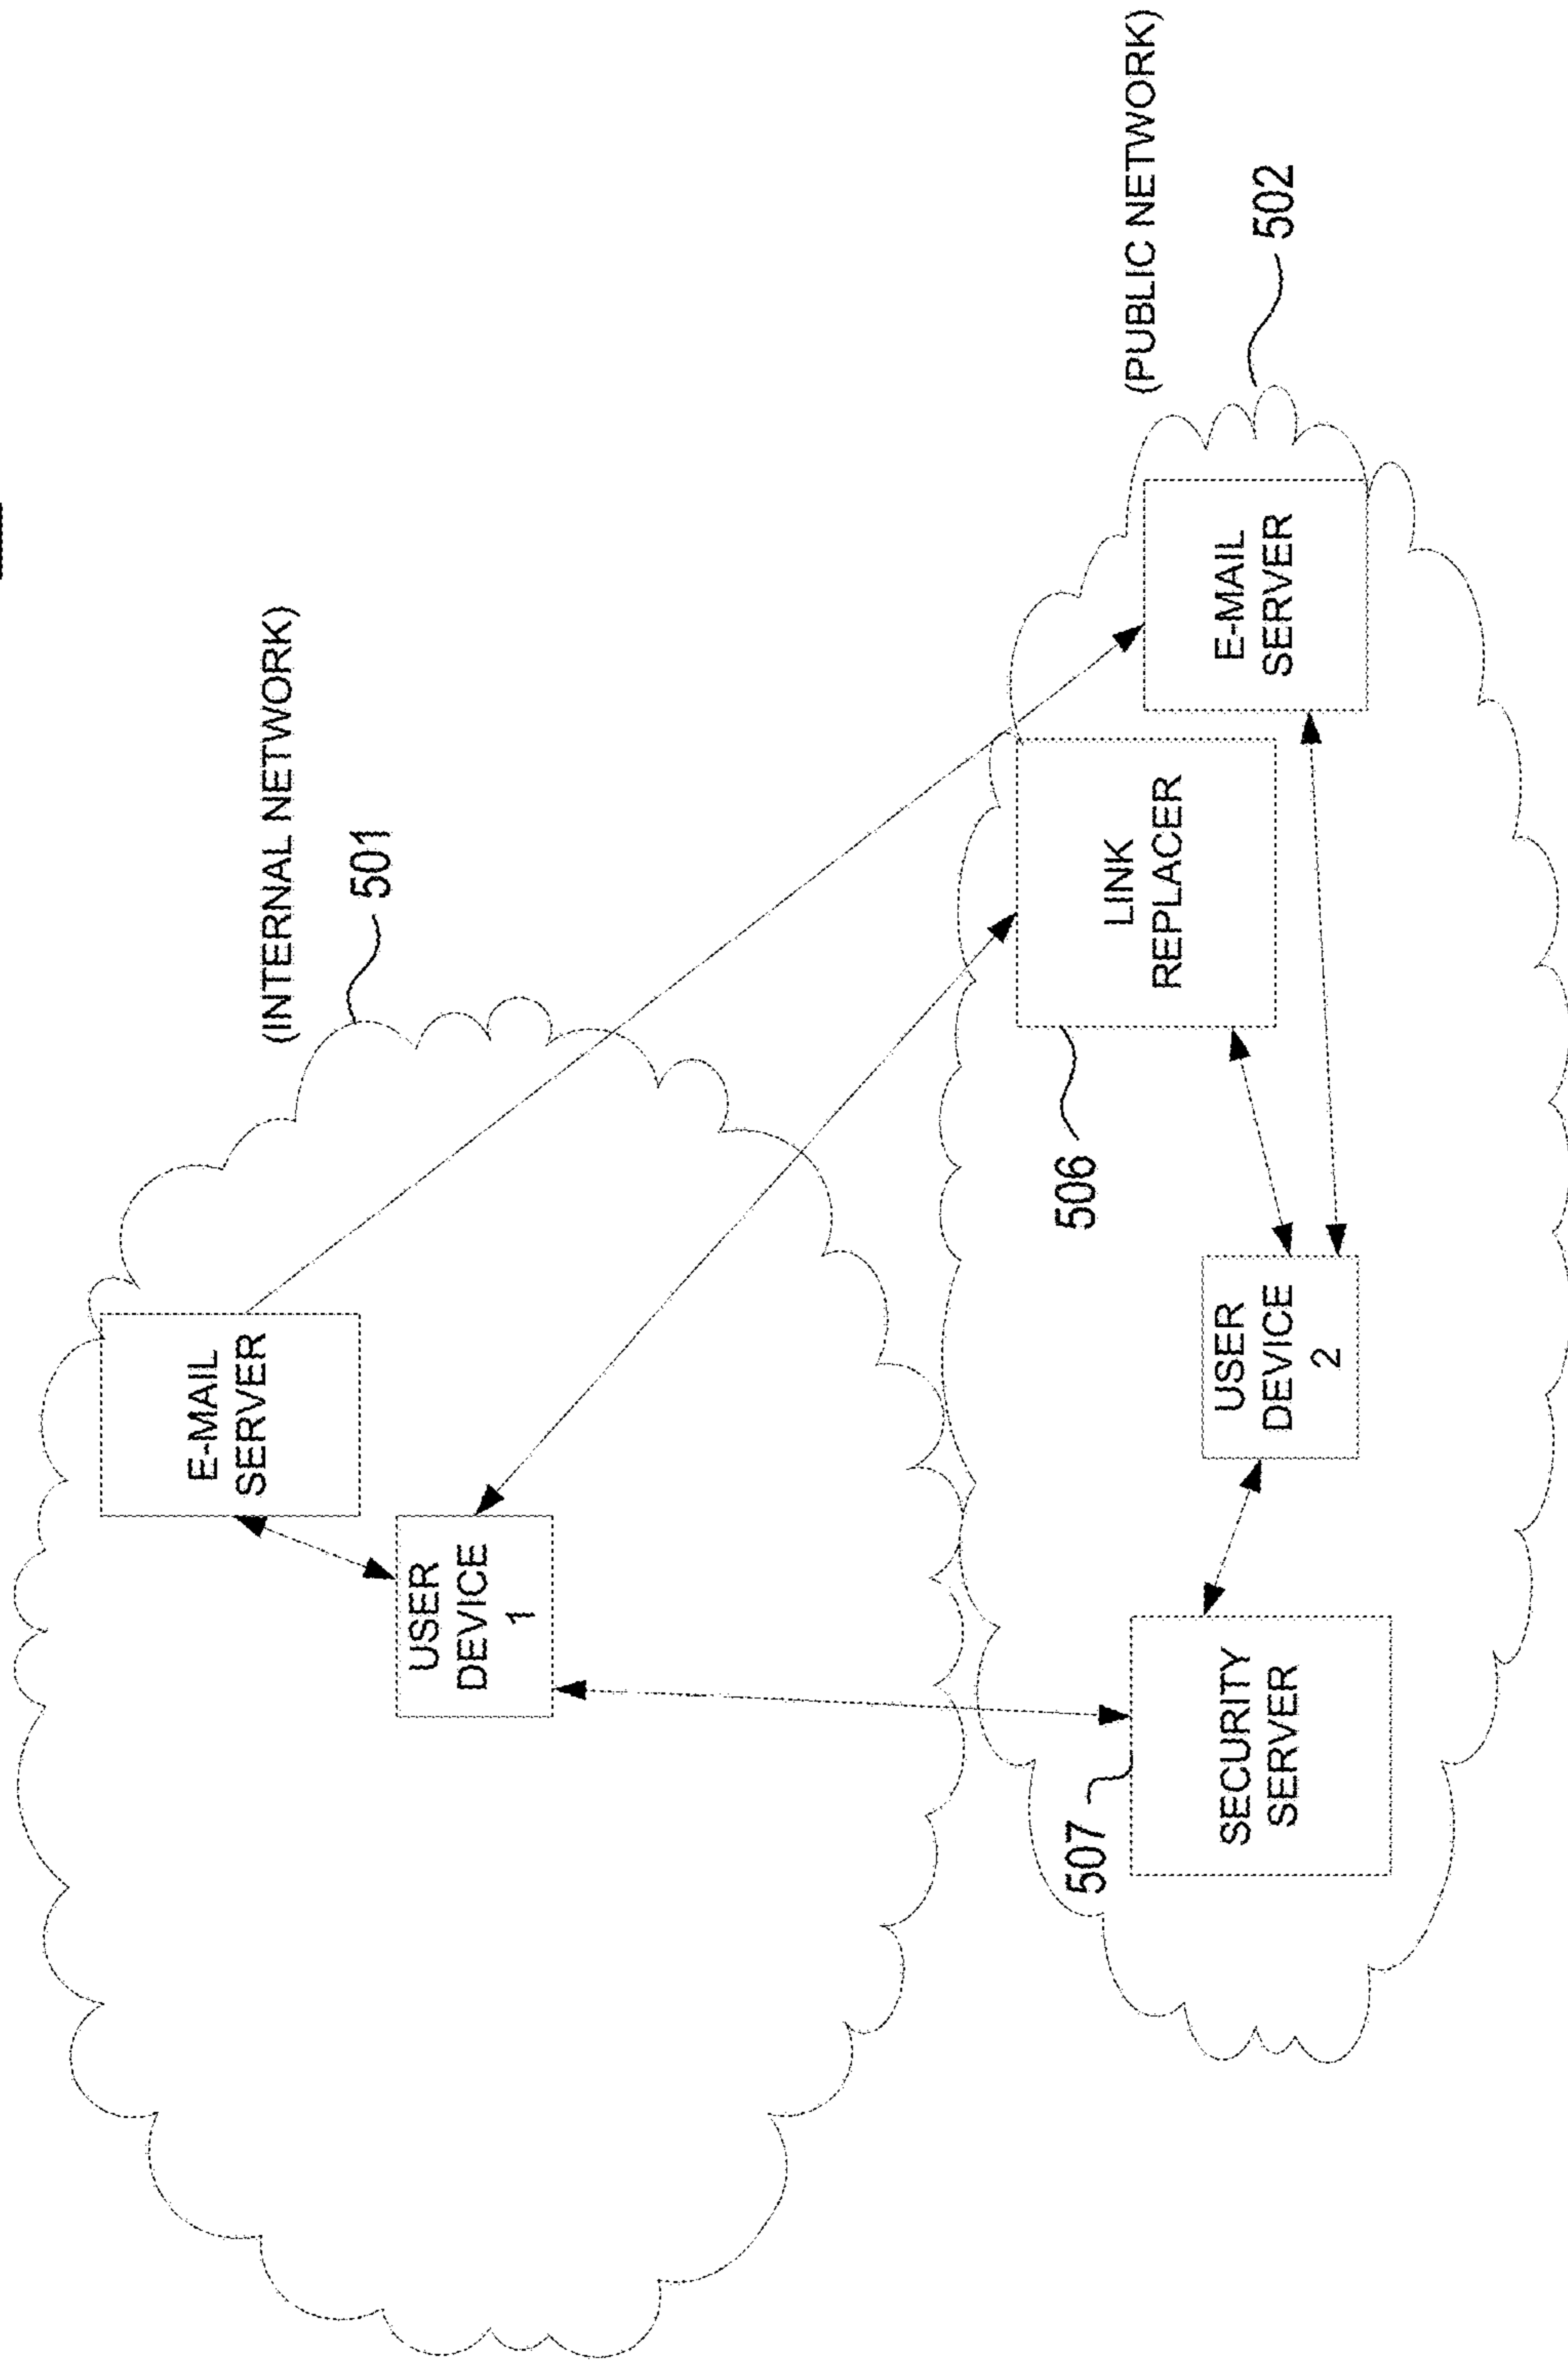 (INTERNAL NETWORK)
501
E-MAIL
SERVER
USER
DEVICE
1
(PUBLIC NETWORK)
502
E-MAIL
SERVER
LINK
REPLACER
506
USER
DEVICE
2
507
SECURITY
SERVER